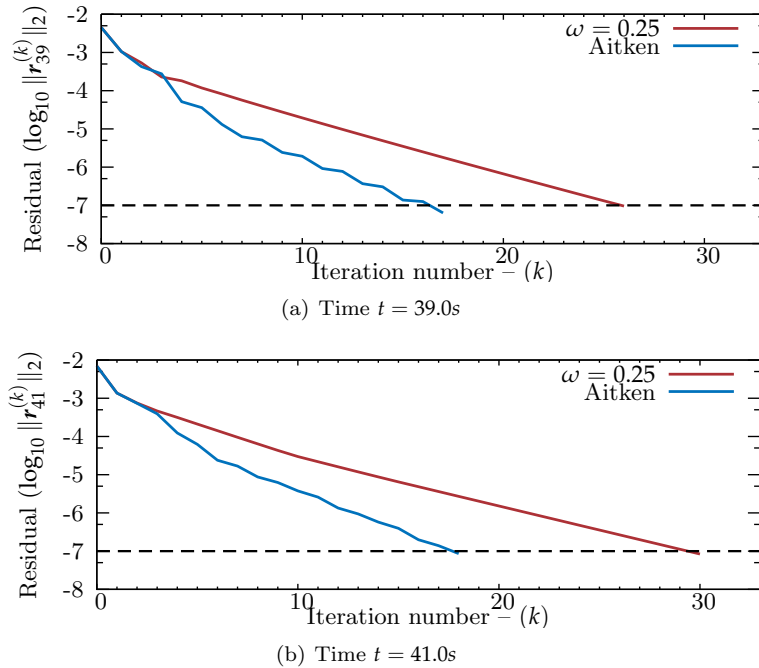 -2
-3
-4
-5
-6
-7
-8
0
10
20
30
Residual (log₁₀ ||𝒓₃₉⁽ᵏ⁾||₂)
Iteration number – (k)
ω = 0.25
Aitken
(a) Time t = 39.0s
-2
-3
-4
-5
-6
-7
-8
0
10
20
30
Residual (log₁₀ ||𝒓₄₁⁽ᵏ⁾||₂)
Iteration number – (k)
ω = 0.25
Aitken
(b) Time t = 41.0s